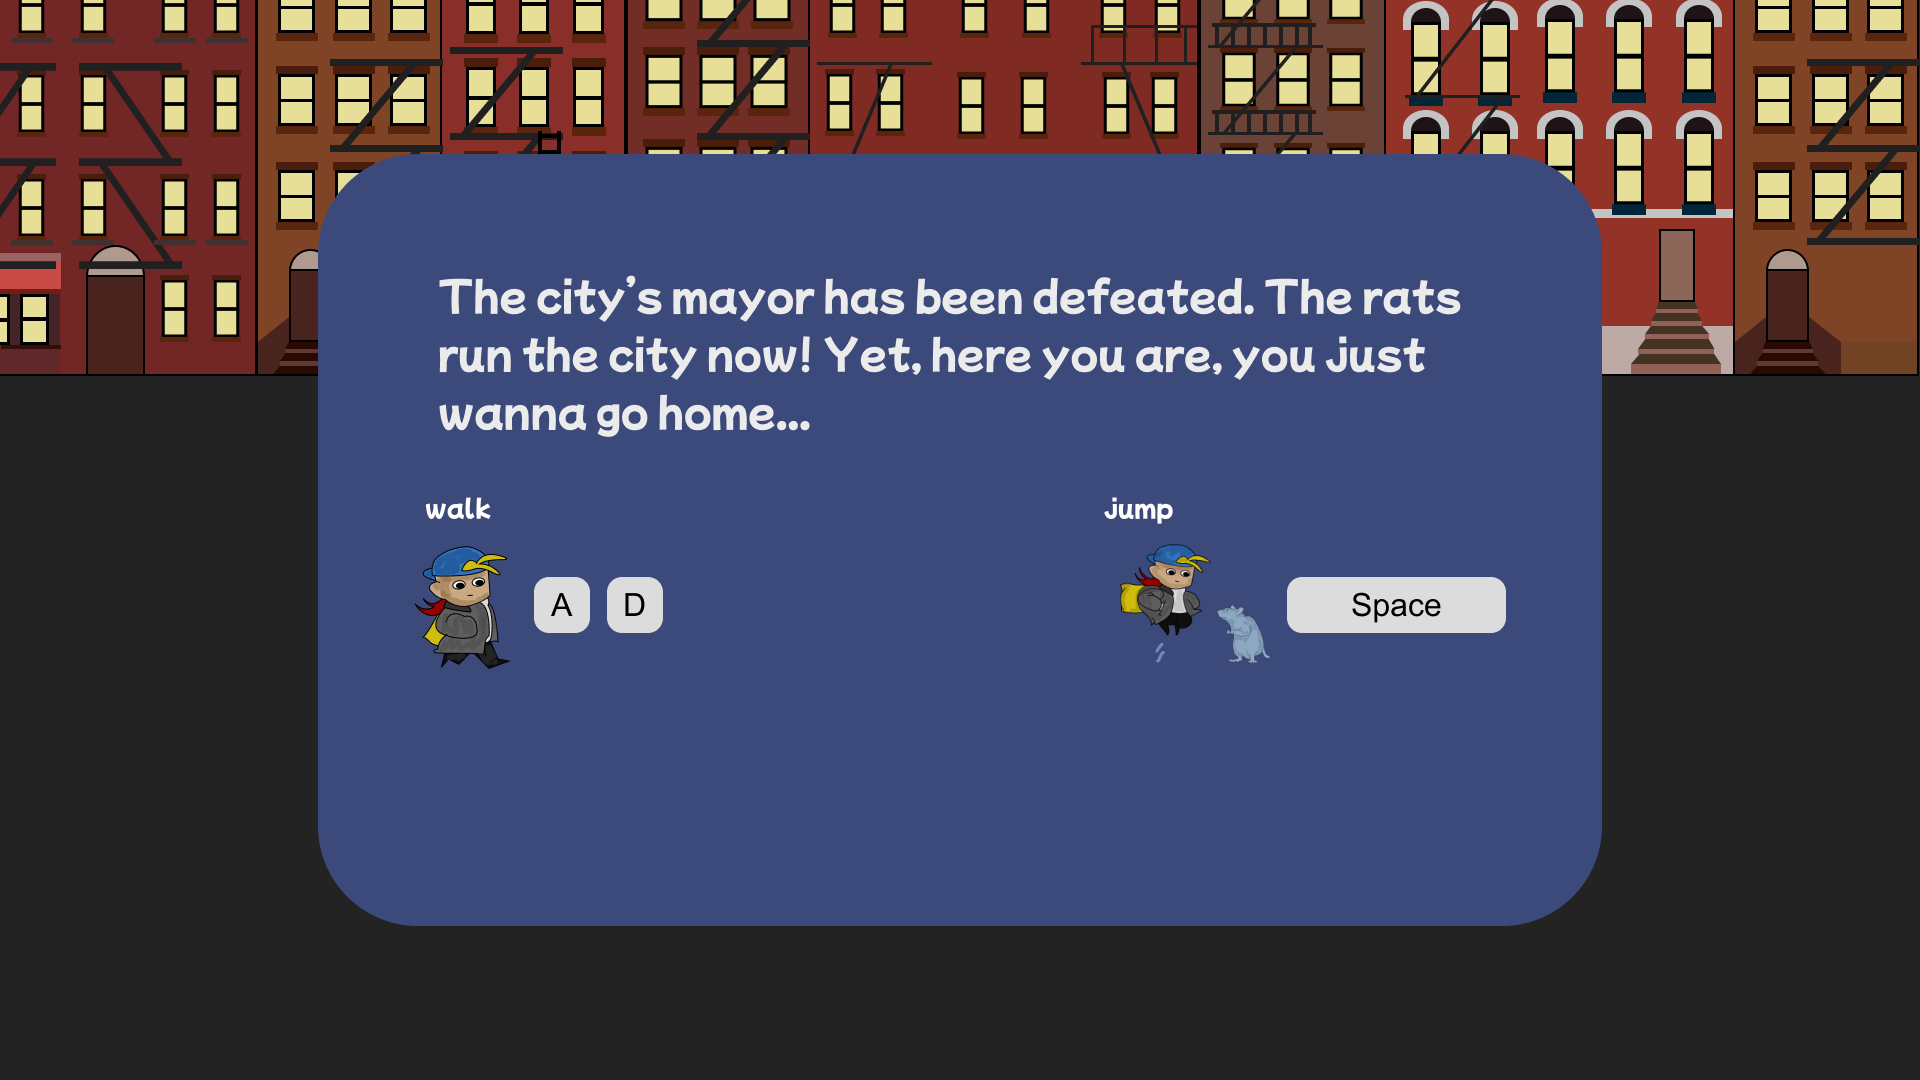 The city’s mayor has been defeated. The rats
run the city now! Yet, here you are, you just
wanna go home...
walk
jump
A D
Space